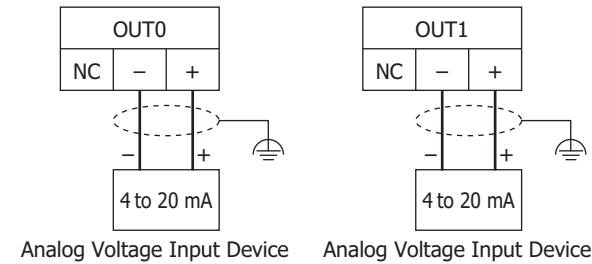 OUT0
NC − +
− +
4 to 20 mA
Analog Voltage Input Device
OUT1
NC − +
− +
4 to 20 mA
Analog Voltage Input Device